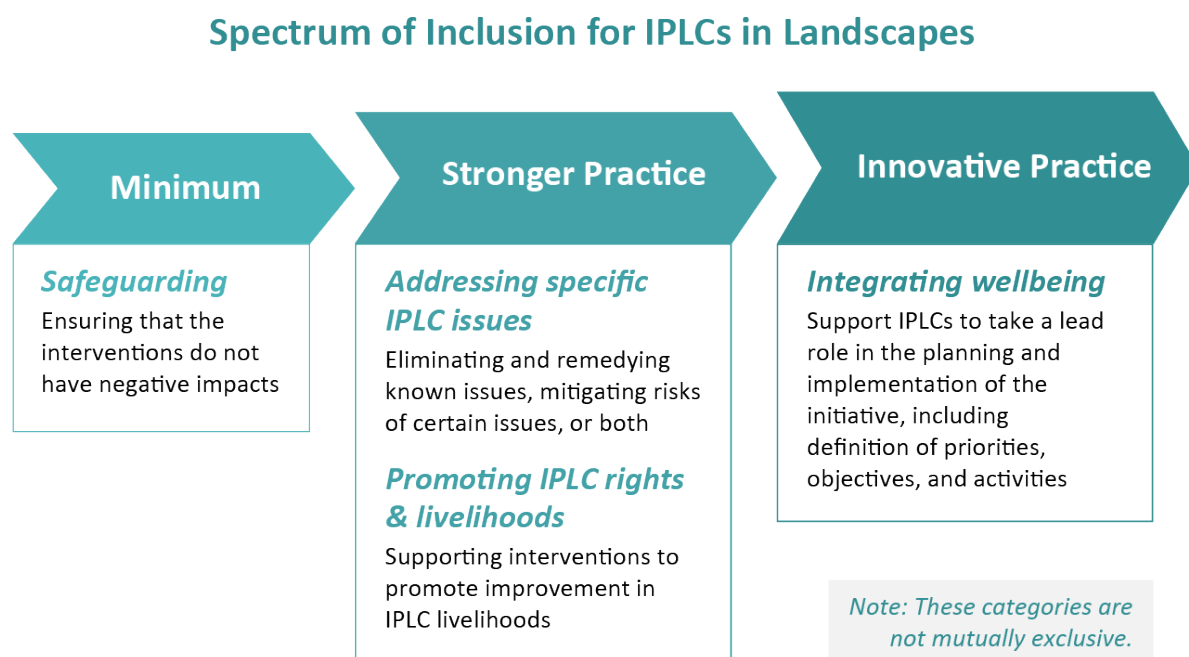 Spectrum of Inclusion for IPLCs in Landscapes
Minimum
Safeguarding
Ensuring that the
interventions do not
have negative impacts
Stronger Practice
Addressing specific
IPLC issues
Eliminating and remedying
known issues, mitigating risks
of certain issues, or both
Promoting IPLC rights
& livelihoods
Supporting interventions to
promote improvement in
IPLC livelihoods
Innovative Practice
Integrating wellbeing
Support IPLCs to take a lead
role in the planning and
implementation of the
initiative, including
definition of priorities,
objectives, and activities
Note: These categories are
not mutually exclusive.